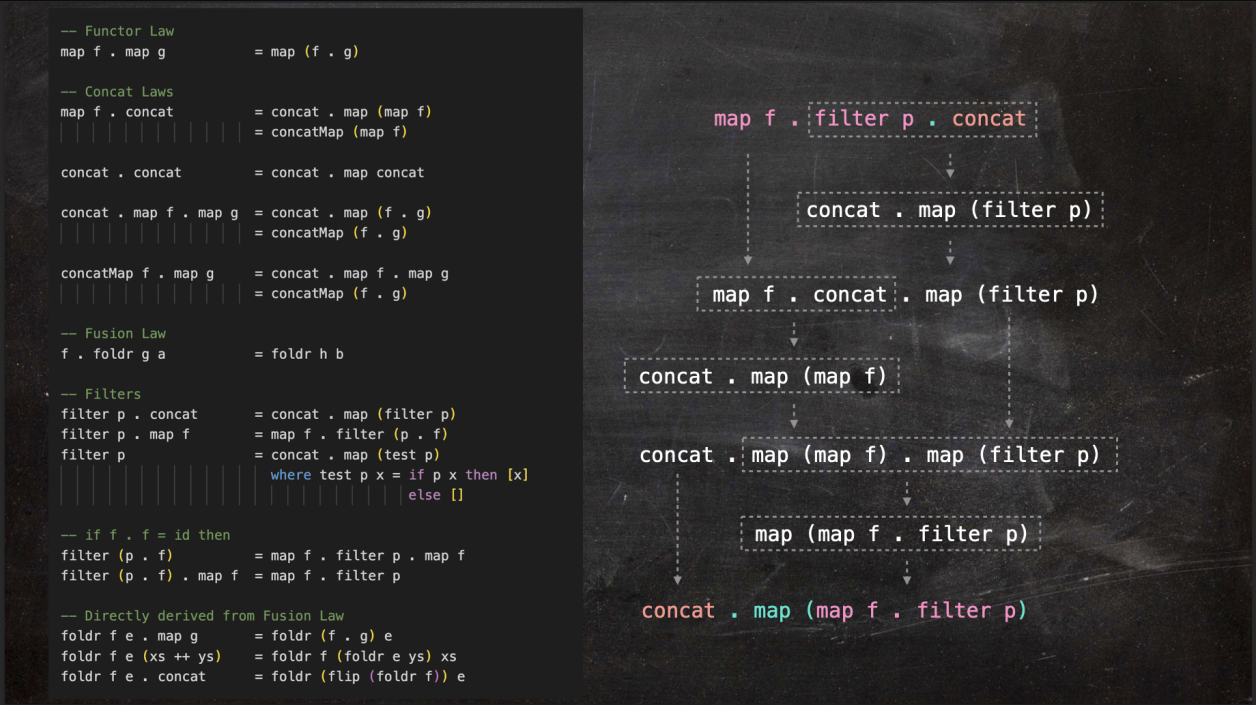 -- Functor Law
map f . map g = map (f . g)
-- Concat Laws
map f . concat = concat . map (map f)
= concatMap (map f)
concat . concat = concat . map concat
concat . map f . map g = concat . map (f . g)
= concatMap (f . g)
concatMap f . map g = concat . map f . map g
= concatMap (f . g)
-- Fusion Law
f . foldr g a = foldr h b
-- Filters
filter p . concat = concat . map (filter p)
filter p . map f = map f . filter (p . f)
filter p = concat . map (test p)
where test p x = if p x then [x]
else []
-- if f . f = id then
filter (p . f) = map f . filter p . map f
filter (p . f) . map f = map f . filter p
-- Directly derived from Fusion Law
foldr f e . map g = foldr (f . g) e
foldr f e (xs ++ ys) = foldr f (foldr e ys) xs
foldr f e . concat = foldr (flip (foldr f)) e
map f . filter p . concat
concat . map (filter p)
map f . concat . map (filter p)
concat . map (map f)
concat . map (map f) . map (filter p)
map (map f . filter p)
concat . map (map f . filter p)